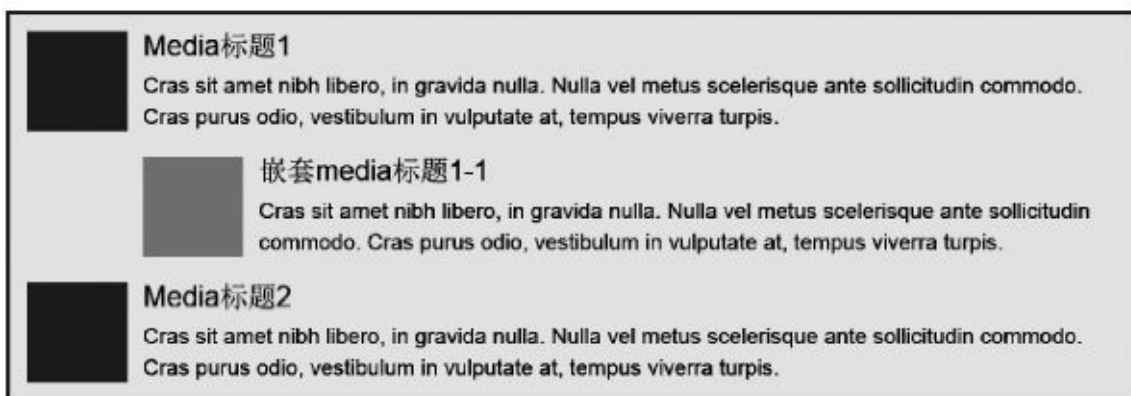 Media标题1
Cras sit amet nibh libero, in gravida nulla. Nulla vel metus scelerisque ante sollicitudin commodo.
Cras purus odio, vestibulum in vulputate at, tempus viverra turpis.
嵌套media标题1-1
Cras sit amet nibh libero, in gravida nulla. Nulla vel metus scelerisque ante sollicitudin
commodo. Cras purus odio, vestibulum in vulputate at, tempus viverra turpis.
Media标题2
Cras sit amet nibh libero, in gravida nulla. Nulla vel metus scelerisque ante sollicitudin commodo.
Cras purus odio, vestibulum in vulputate at, tempus viverra turpis.